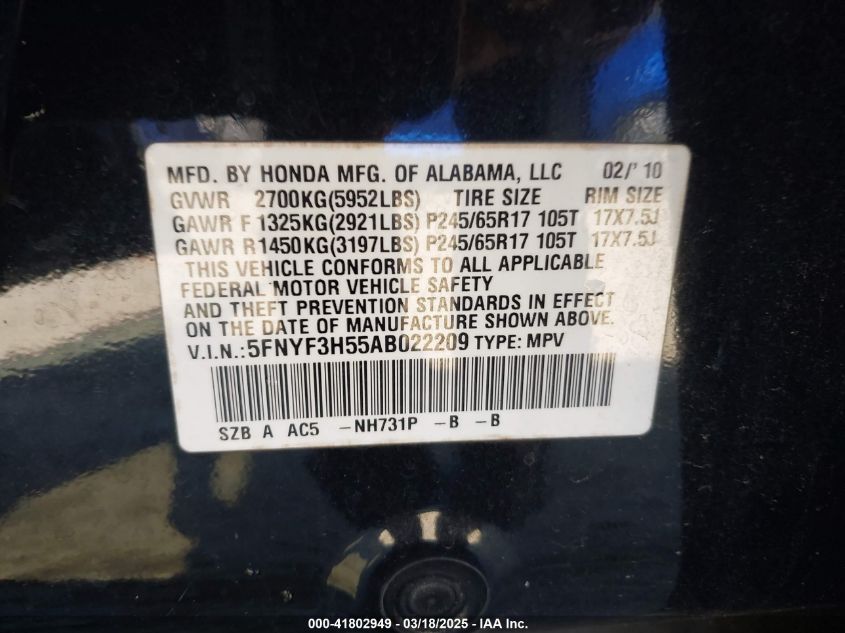 MFD. BY HONDA MFG. OF ALABAMA, LLC 02/' 10
GVWR 2700KG(5952LBS) TIRE SIZE RIM SIZE
GAWR F 1325KG(2921LBS) P245/65R17 105T 17X7.5J
GAWR R 1450KG(3197LBS) P245/65R17 105T 17X7.5J
THIS VEHICLE CONFORMS TO ALL APPLICABLE
FEDERAL MOTOR VEHICLE SAFETY
AND THEFT PREVENTION STANDARDS IN EFFECT
ON THE DATE OF MANUFACTURE SHOWN ABOVE.
V.I.N.:5FNYF3H55AB022209 TYPE: MPV
SZB A AC5 -NH731P -B -B
000-41802949 - 03/18/2025 - IAA Inc.